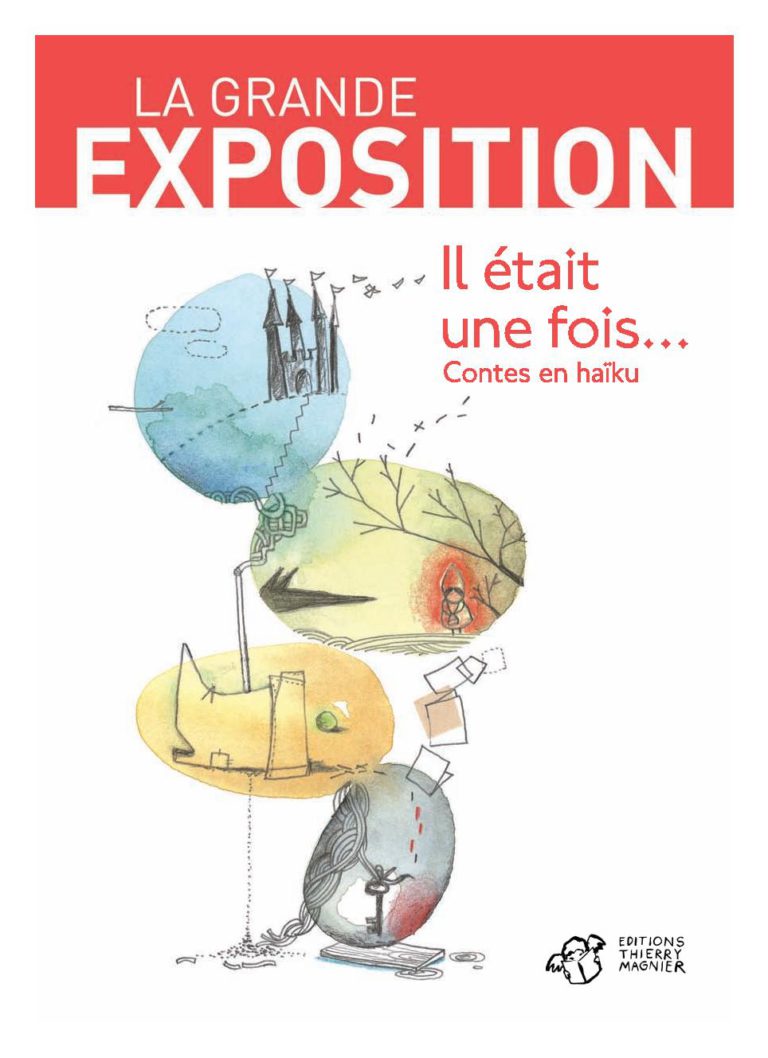 LA GRANDE
EXPOSITION
Il était
une fois...
Contes en haïku
EDITIONS
THIERRY
MAGNIER